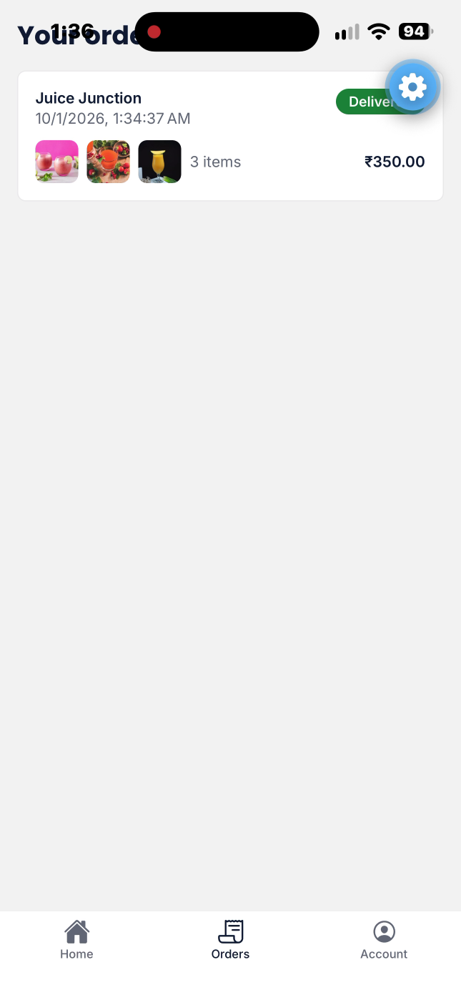 1:36
94
Juice Junction
10/1/2026, 1:34:37 AM
3 items
₹350.00
Home
Orders
Account